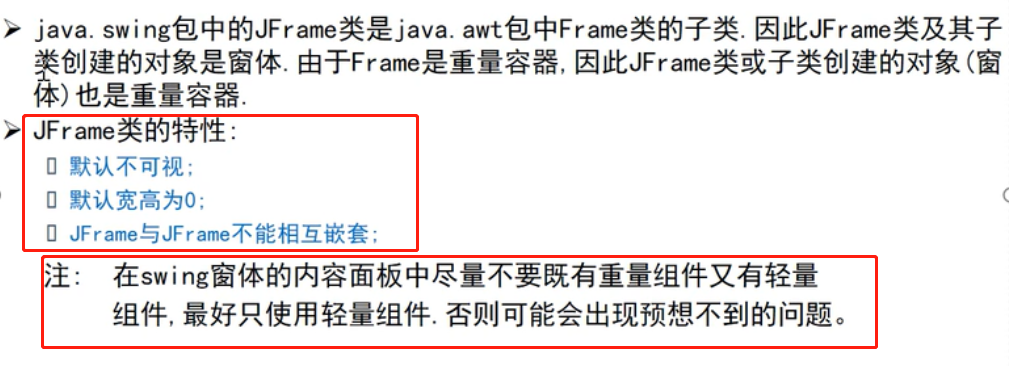 ➢ java.swing包中的JFrame类是java.awt包中Frame类的子类.因此JFrame类及其子
类创建的对象是窗体.由于Frame是重量容器,因此JFrame类或子类创建的对象(窗
体)也是重量容器.
➢ JFrame类的特性:
▯ 默认不可视;
▯ 默认宽高为0;
▯ JFrame与JFrame不能相互嵌套;
注: 在swing窗体的内容面板中尽量不要既有重量组件又有轻量
组件,最好只使用轻量组件.否则可能会出现预想不到的问题。